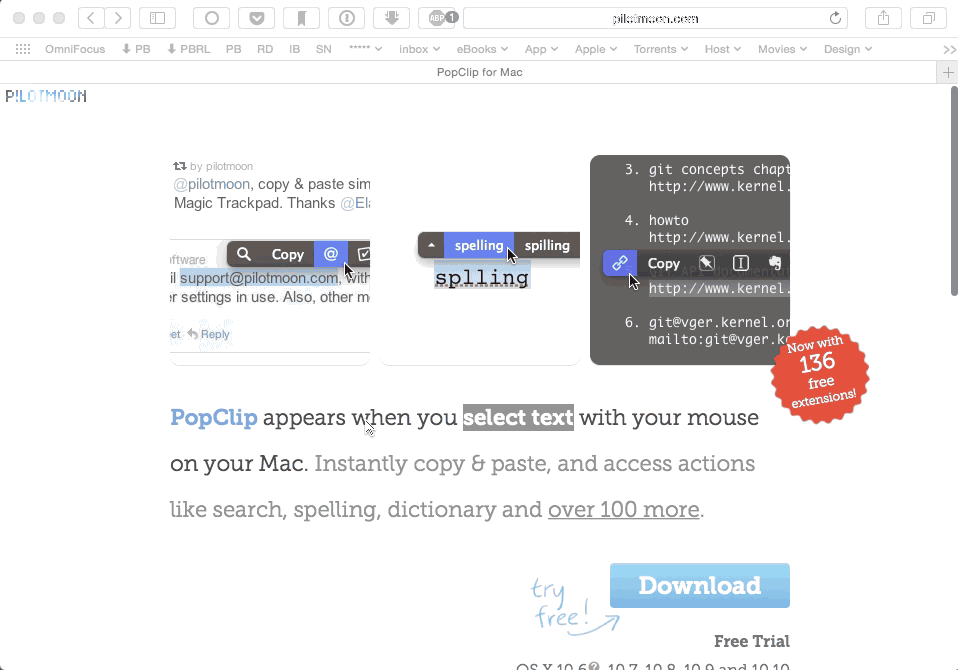 ABP 1
pilotmoon.com
OmniFocus PB PBRL PB RD IB SN ***** inbox eBooks App Apple Torrents Host Movies Design
PopClip for Mac
P!LOTMOON
by pilotmoon
@pilotmoon, copy & paste sim
Magic Trackpad. Thanks @Ela
oftware
Copy @
il support@pilotmoon.com, with
er settings in use. Also, other m
et Reply
spelling spilling
splling
3. git concepts chapt
http://www.kernel.
4. howto
http://www.kernel.
Copy
http://www.kernel.
6. git@vger.kernel.or
mailto:git@vger.k
Now with
136
free
extensions!
PopClip appears when you select text with your mouse
on your Mac. Instantly copy & paste, and access actions
like search, spelling, dictionary and over 100 more.
try
free!
Download
Free Trial
OS X 10.6?, 10.7, 10.8, 10.9 and 10.10